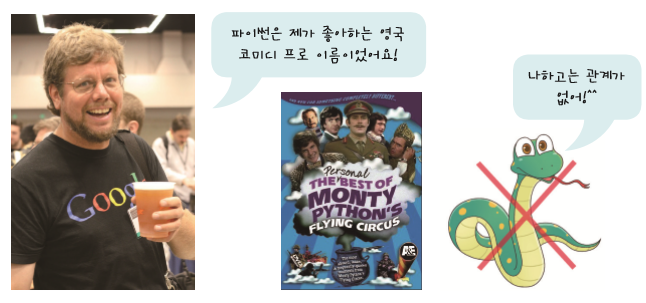 파이썬은 제가 좋아하는 영국
코미디 프로 이름이었어요!
나하고는 관계가
없어!^^
Goog
Personal
THE BEST OF
MONTY
PYTHON'S
FLYING CIRCUS
A&E